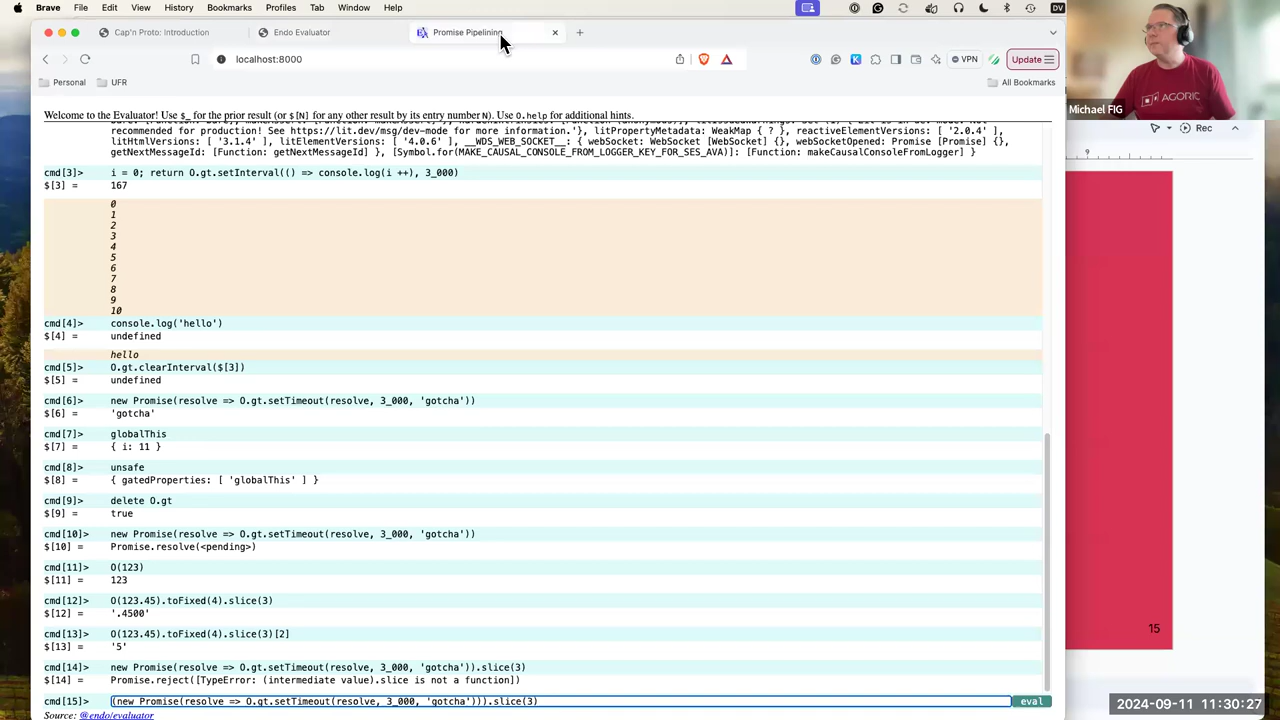 Brave File Edit View History Bookmarks Profiles Tab Window Help
DV
Cap'n Proto: Introduction
Endo Evaluator
Promise Pipelining
localhost:8000
VPN
Update
Personal UFR
All Bookmarks
Michael FIG
AGORIC
Rec
9
Welcome to the Evaluator! Use $_ for the prior result (or $[N] for any other result by its entry number N). Use O.help for additional hints.
recommended for production! See https://lit.dev/msg/dev-mode for more information.'}, litPropertyMetadata: WeakMap { ? }, reactiveElementVersions: [ '2.0.4' ],
litHtmlVersions: [ '3.1.4' ], litElementVersions: [ '4.0.6' ], __WDS_WEB_SOCKET__: { webSocket: WebSocket [WebSocket] {}, webSocketOpened: Promise [Promise] {},
getNextMessageId: [Function: getNextMessageId] }, [Symbol.for(MAKE_CAUSAL_CONSOLE_FROM_LOGGER_KEY_FOR_SES_AVA)]: [Function: makeCausalConsoleFromLogger] }
cmd[3]> i = 0; return O.gt.setInterval(() => console.log(i ++), 3_000)
$[3] = 167
0
1
2
3
4
5
6
7
8
9
10
cmd[4]> console.log('hello')
$[4] = undefined
hello
cmd[5]> O.gt.clearInterval($[3])
$[5] = undefined
cmd[6]> new Promise(resolve => O.gt.setTimeout(resolve, 3_000, 'gotcha'))
$[6] = 'gotcha'
cmd[7]> globalThis
$[7] = { i: 11 }
cmd[8]> unsafe
$[8] = { gatedProperties: [ 'globalThis' ] }
cmd[9]> delete O.gt
$[9] = true
cmd[10]> new Promise(resolve => O.gt.setTimeout(resolve, 3_000, 'gotcha'))
$[10] = Promise.resolve(<pending>)
cmd[11]> O(123)
$[11] = 123
cmd[12]> O(123.45).toFixed(4).slice(3)
$[12] = '.4500'
cmd[13]> O(123.45).toFixed(4).slice(3)[2]
$[13] = '5'
cmd[14]> new Promise(resolve => O.gt.setTimeout(resolve, 3_000, 'gotcha')).slice(3)
$[14] = Promise.reject([TypeError: (intermediate value).slice is not a function])
cmd[15]> (new Promise(resolve => O.gt.setTimeout(resolve, 3_000, 'gotcha'))).slice(3)
eval
Source: @endo/evaluator
15
2024-09-11 11:30:27